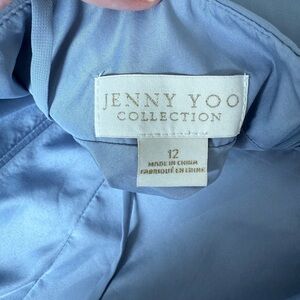 JENNY YOO
COLLECTION
12
MADE IN CHINA
FABRIQUÉ EN CHINE